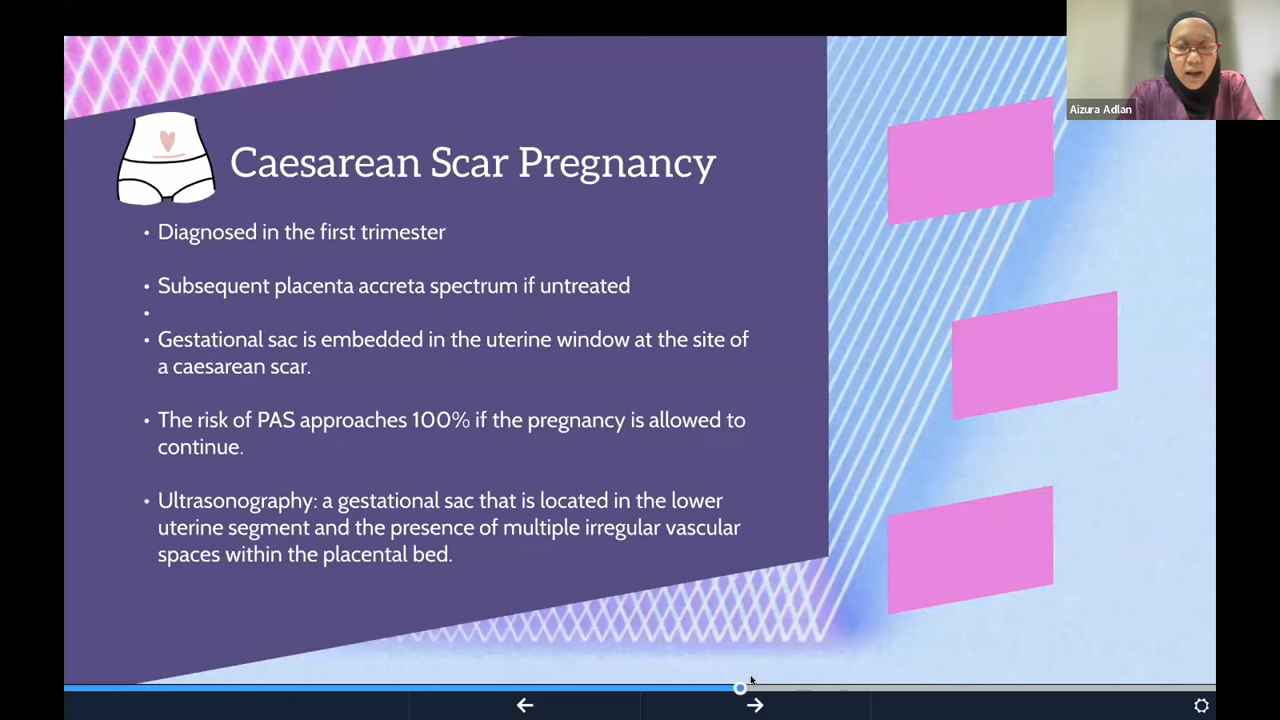 Aizura Adlan
Caesarean Scar Pregnancy
• Diagnosed in the first trimester
• Subsequent placenta accreta spectrum if untreated
•
• Gestational sac is embedded in the uterine window at the site of
a caesarean scar.
• The risk of PAS approaches 100% if the pregnancy is allowed to
continue.
• Ultrasonography: a gestational sac that is located in the lower
uterine segment and the presence of multiple irregular vascular
spaces within the placental bed.